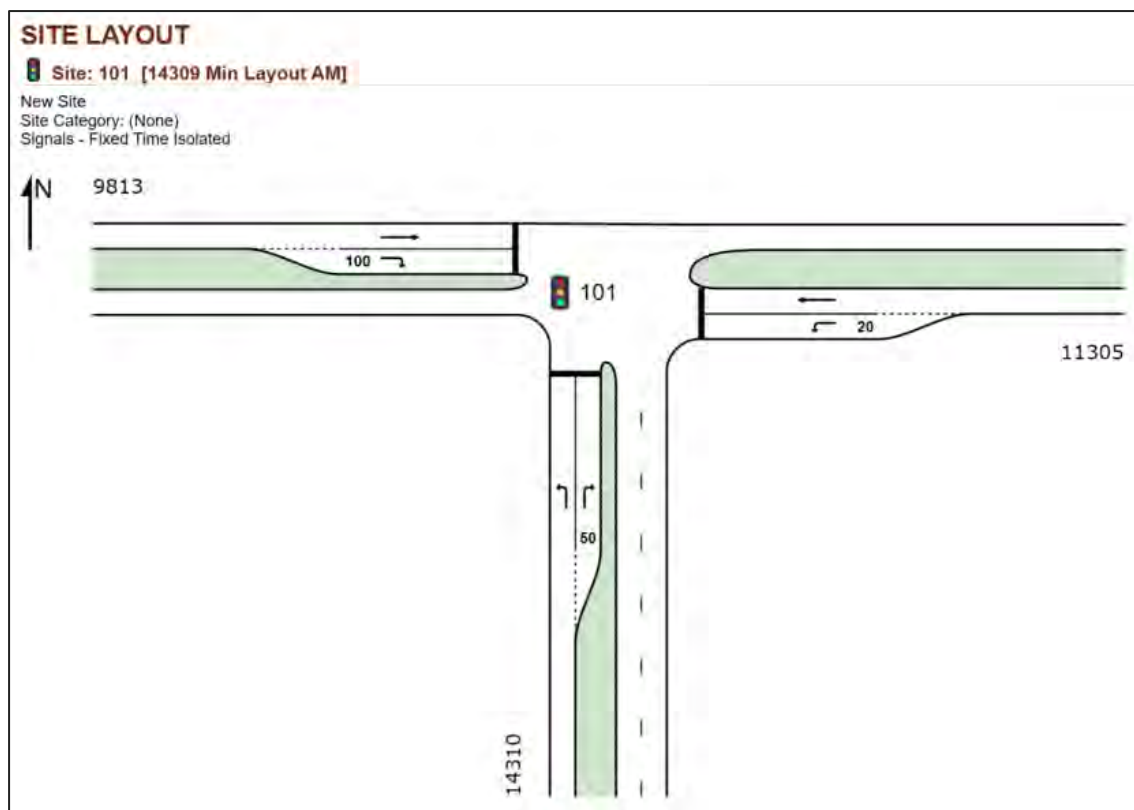 SITE LAYOUT
Site: 101 [14309 Min Layout AM]
New Site
Site Category: (None)
Signals - Fixed Time Isolated
N
9813
100
101
20
11305
50
14310